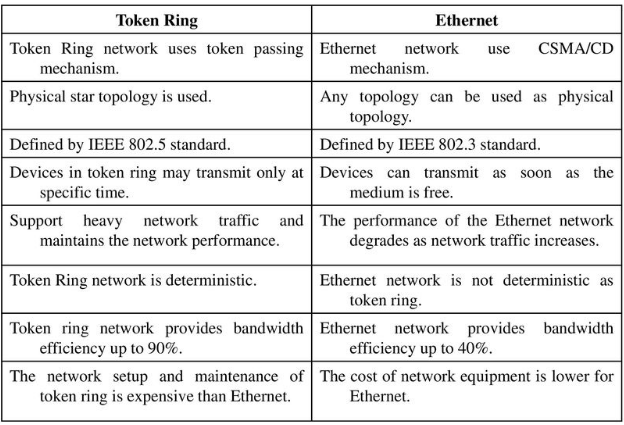 Token Ring
Ethernet
Token Ring network uses token passing
mechanism.
Ethernet network use CSMA/CD
mechanism.
Physical star topology is used.
Any topology can be used as physical
topology.
Defined by IEEE 802.5 standard.
Defined by IEEE 802.3 standard.
Devices in token ring may transmit only at
specific time.
Devices can transmit as soon as the
medium is free.
Support heavy network traffic and
maintains the network performance.
The performance of the Ethernet network
degrades as network traffic increases.
Token Ring network is deterministic.
Ethernet network is not deterministic as
token ring.
Token ring network provides bandwidth
efficiency up to 90%.
Ethernet network provides bandwidth
efficiency up to 40%.
The network setup and maintenance of
token ring is expensive than Ethernet.
The cost of network equipment is lower for
Ethernet.